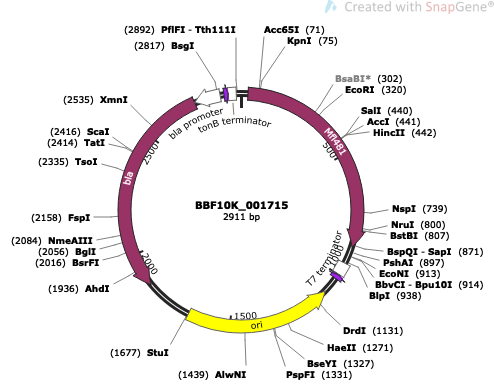 Created with SnapGene®
(2892) PflFI - Tth111I
(2817) BsgI
Acc65I (71)
KpnI (75)
BsaBI* (302)
EcoRI (320)
SalI (440)
AccI (441)
HincII (442)
NspI (739)
NruI (800)
BstBI (807)
BspQI - SapI (871)
PshAI (897)
EcoNI (913)
BbvCI - Bpu10I (914)
BlpI (938)
DrdI (1131)
HaeII (1271)
BseYI (1327)
PspFI (1331)
(1439) AlwNI
(1677) StuI
(1936) AhdI
(2016) BsrFI
(2056) BglI
(2084) NmeAIII
(2158) FspI
(2335) TsoI
(2414) TatI
(2416) ScaI
(2535) XmnI
bla promoter
tonB terminator
bla
2500
500
BBF10K_001715
2911 bp
T7 terminator
1000
2000
1500
ori